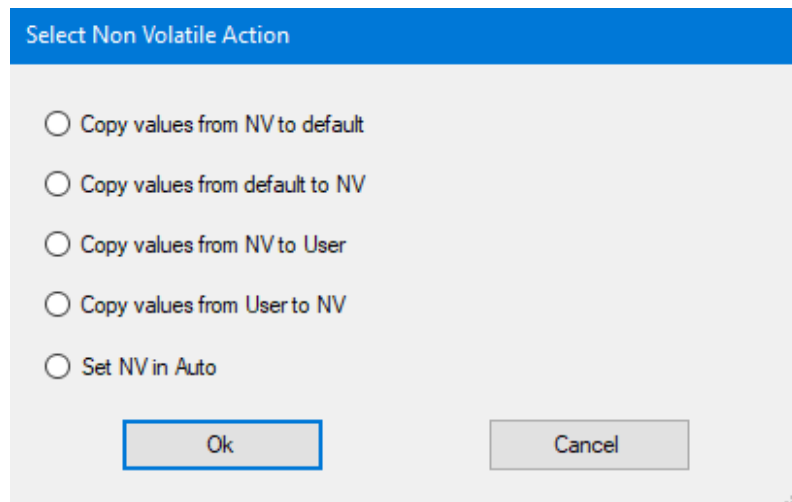 Select Non Volatile Action
Copy values from NV to default
Copy values from default to NV
Copy values from NV to User
Copy values from User to NV
Set NV in Auto
Ok
Cancel